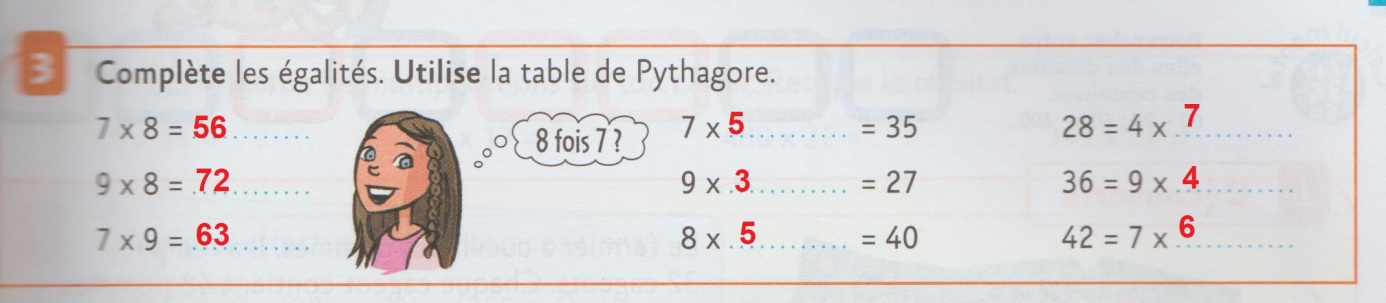 3 Complète les égalités. Utilise la table de Pythagore.
7 x 8 = 56
9 x 8 = 72
7 x 9 = 63
8 fois 7 ?
7 x 5 = 35
9 x 3 = 27
8 x 5 = 40
28 = 4 x 7
36 = 9 x 4
42 = 7 x 6